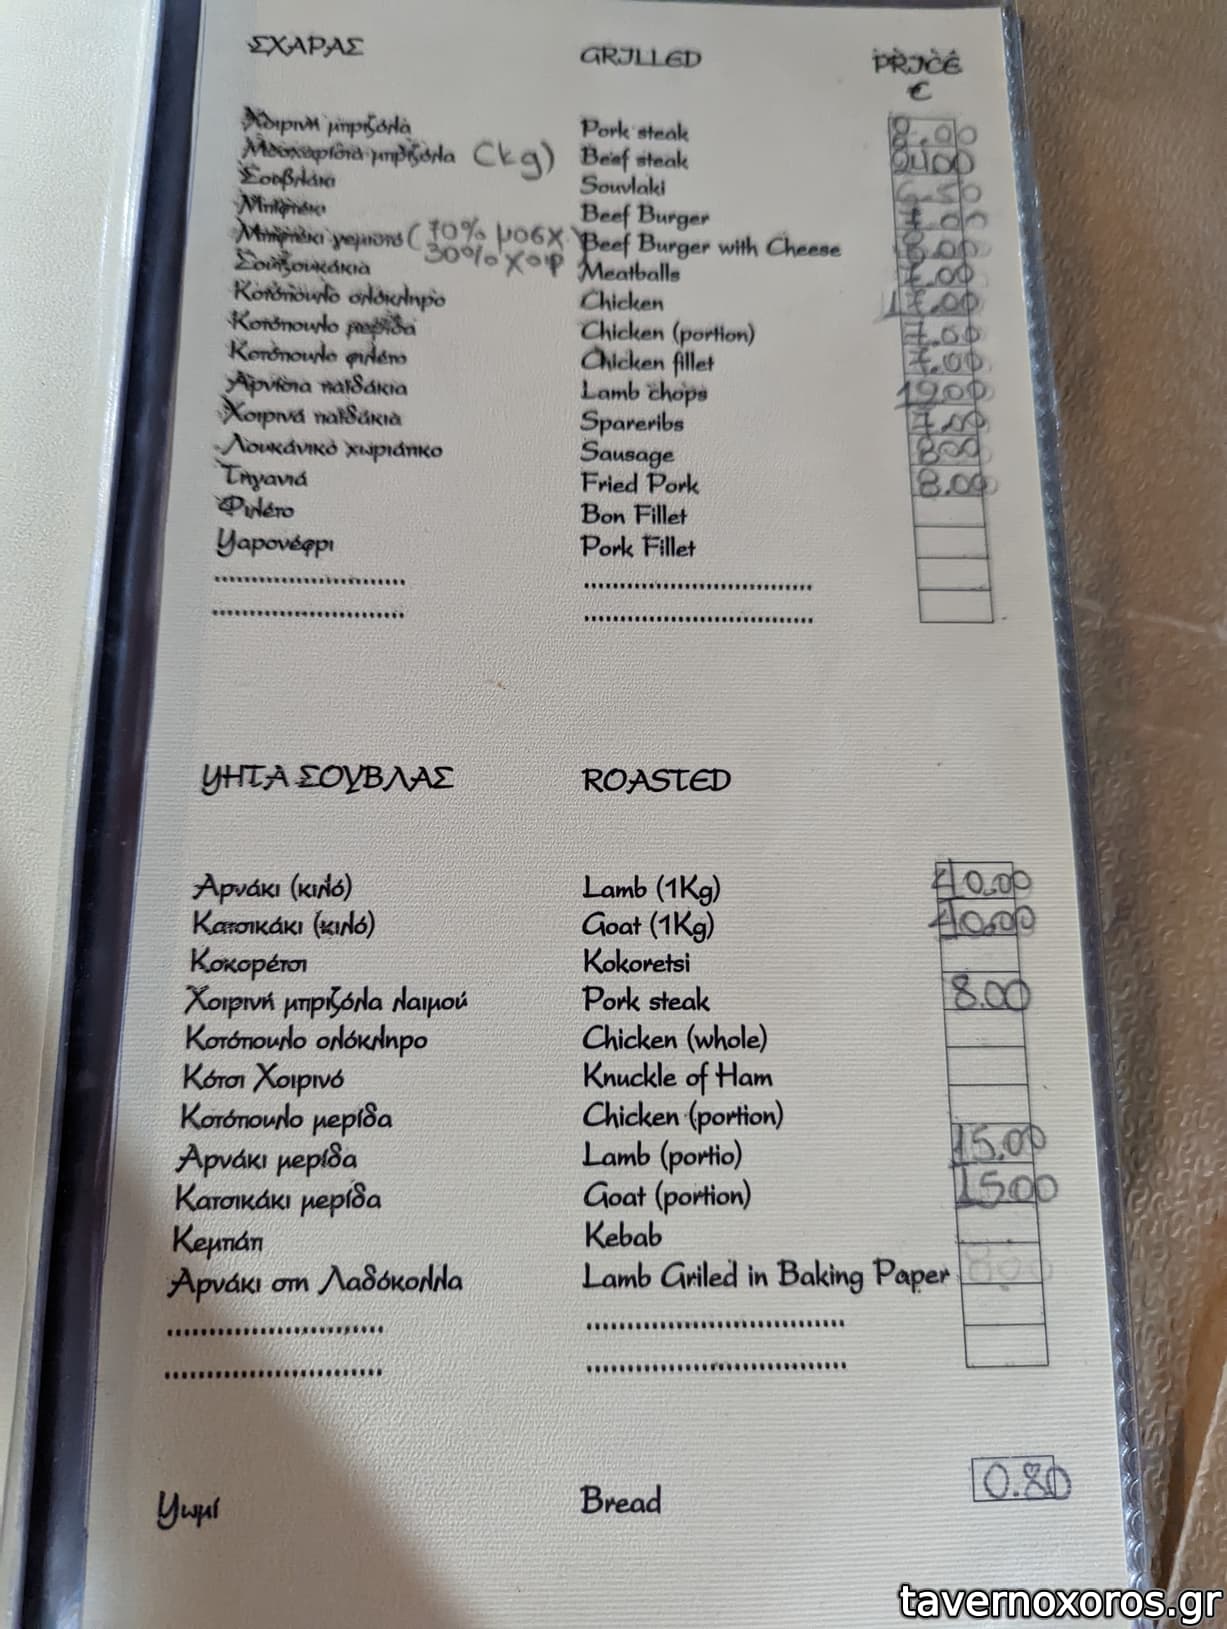 ΣΧΑΡΑΣ GRILLED PRICE
€
Χοιρινή μπριζόλα Pork steak 8.00
Μοσχαρίσια μπριζόλα (kg) Beef steak 24.00
Σουβλάκι Souvlaki 6.50
Μπιφτέκι Beef Burger 7.00
Μπιφτέκι γεμιστό (70% μοσχ 30% χοιρ) Beef Burger with Cheese 8.00
Σουτζουκάκια Meatballs 7.00
Κοτόπουλο ολόκληρο Chicken 17.00
Κοτόπουλο μερίδα Chicken (portion) 7.00
Κοτόπουλο φιλέτο Chicken fillet 7.00
Αρνίσια παϊδάκια Lamb chops 12.00
Χοιρινά παϊδάκια Spareribs 7.00
Λουκάνικο χωριάτικο Sausage 8.00
Τηγανιά Fried Pork 8.00
Φιλέτο Bon Fillet
Ψαρονέφρι Pork Fillet
ΨΗΤΑ ΣΟΥΒΛΑΣ ROASTED
Αρνάκι (κιλό) Lamb (1Kg) 40.00
Κατσικάκι (κιλό) Goat (1Kg) 40.00
Κοκορέτσι Kokoretsi
Χοιρινή μπριζόλα λαιμού Pork steak 8.00
Κοτόπουλο ολόκληρο Chicken (whole)
Κότσι Χοιρινό Knuckle of Ham
Κοτόπουλο μερίδα Chicken (portion)
Αρνάκι μερίδα Lamb (portio) 15.00
Κατσικάκι μερίδα Goat (portion) 15.00
Κεμπάπ Kebab
Αρνάκι στη Λαδόκολλα Lamb Griled in Baking Paper
Ψωμί Bread 0.80
tavernoxoros.gr